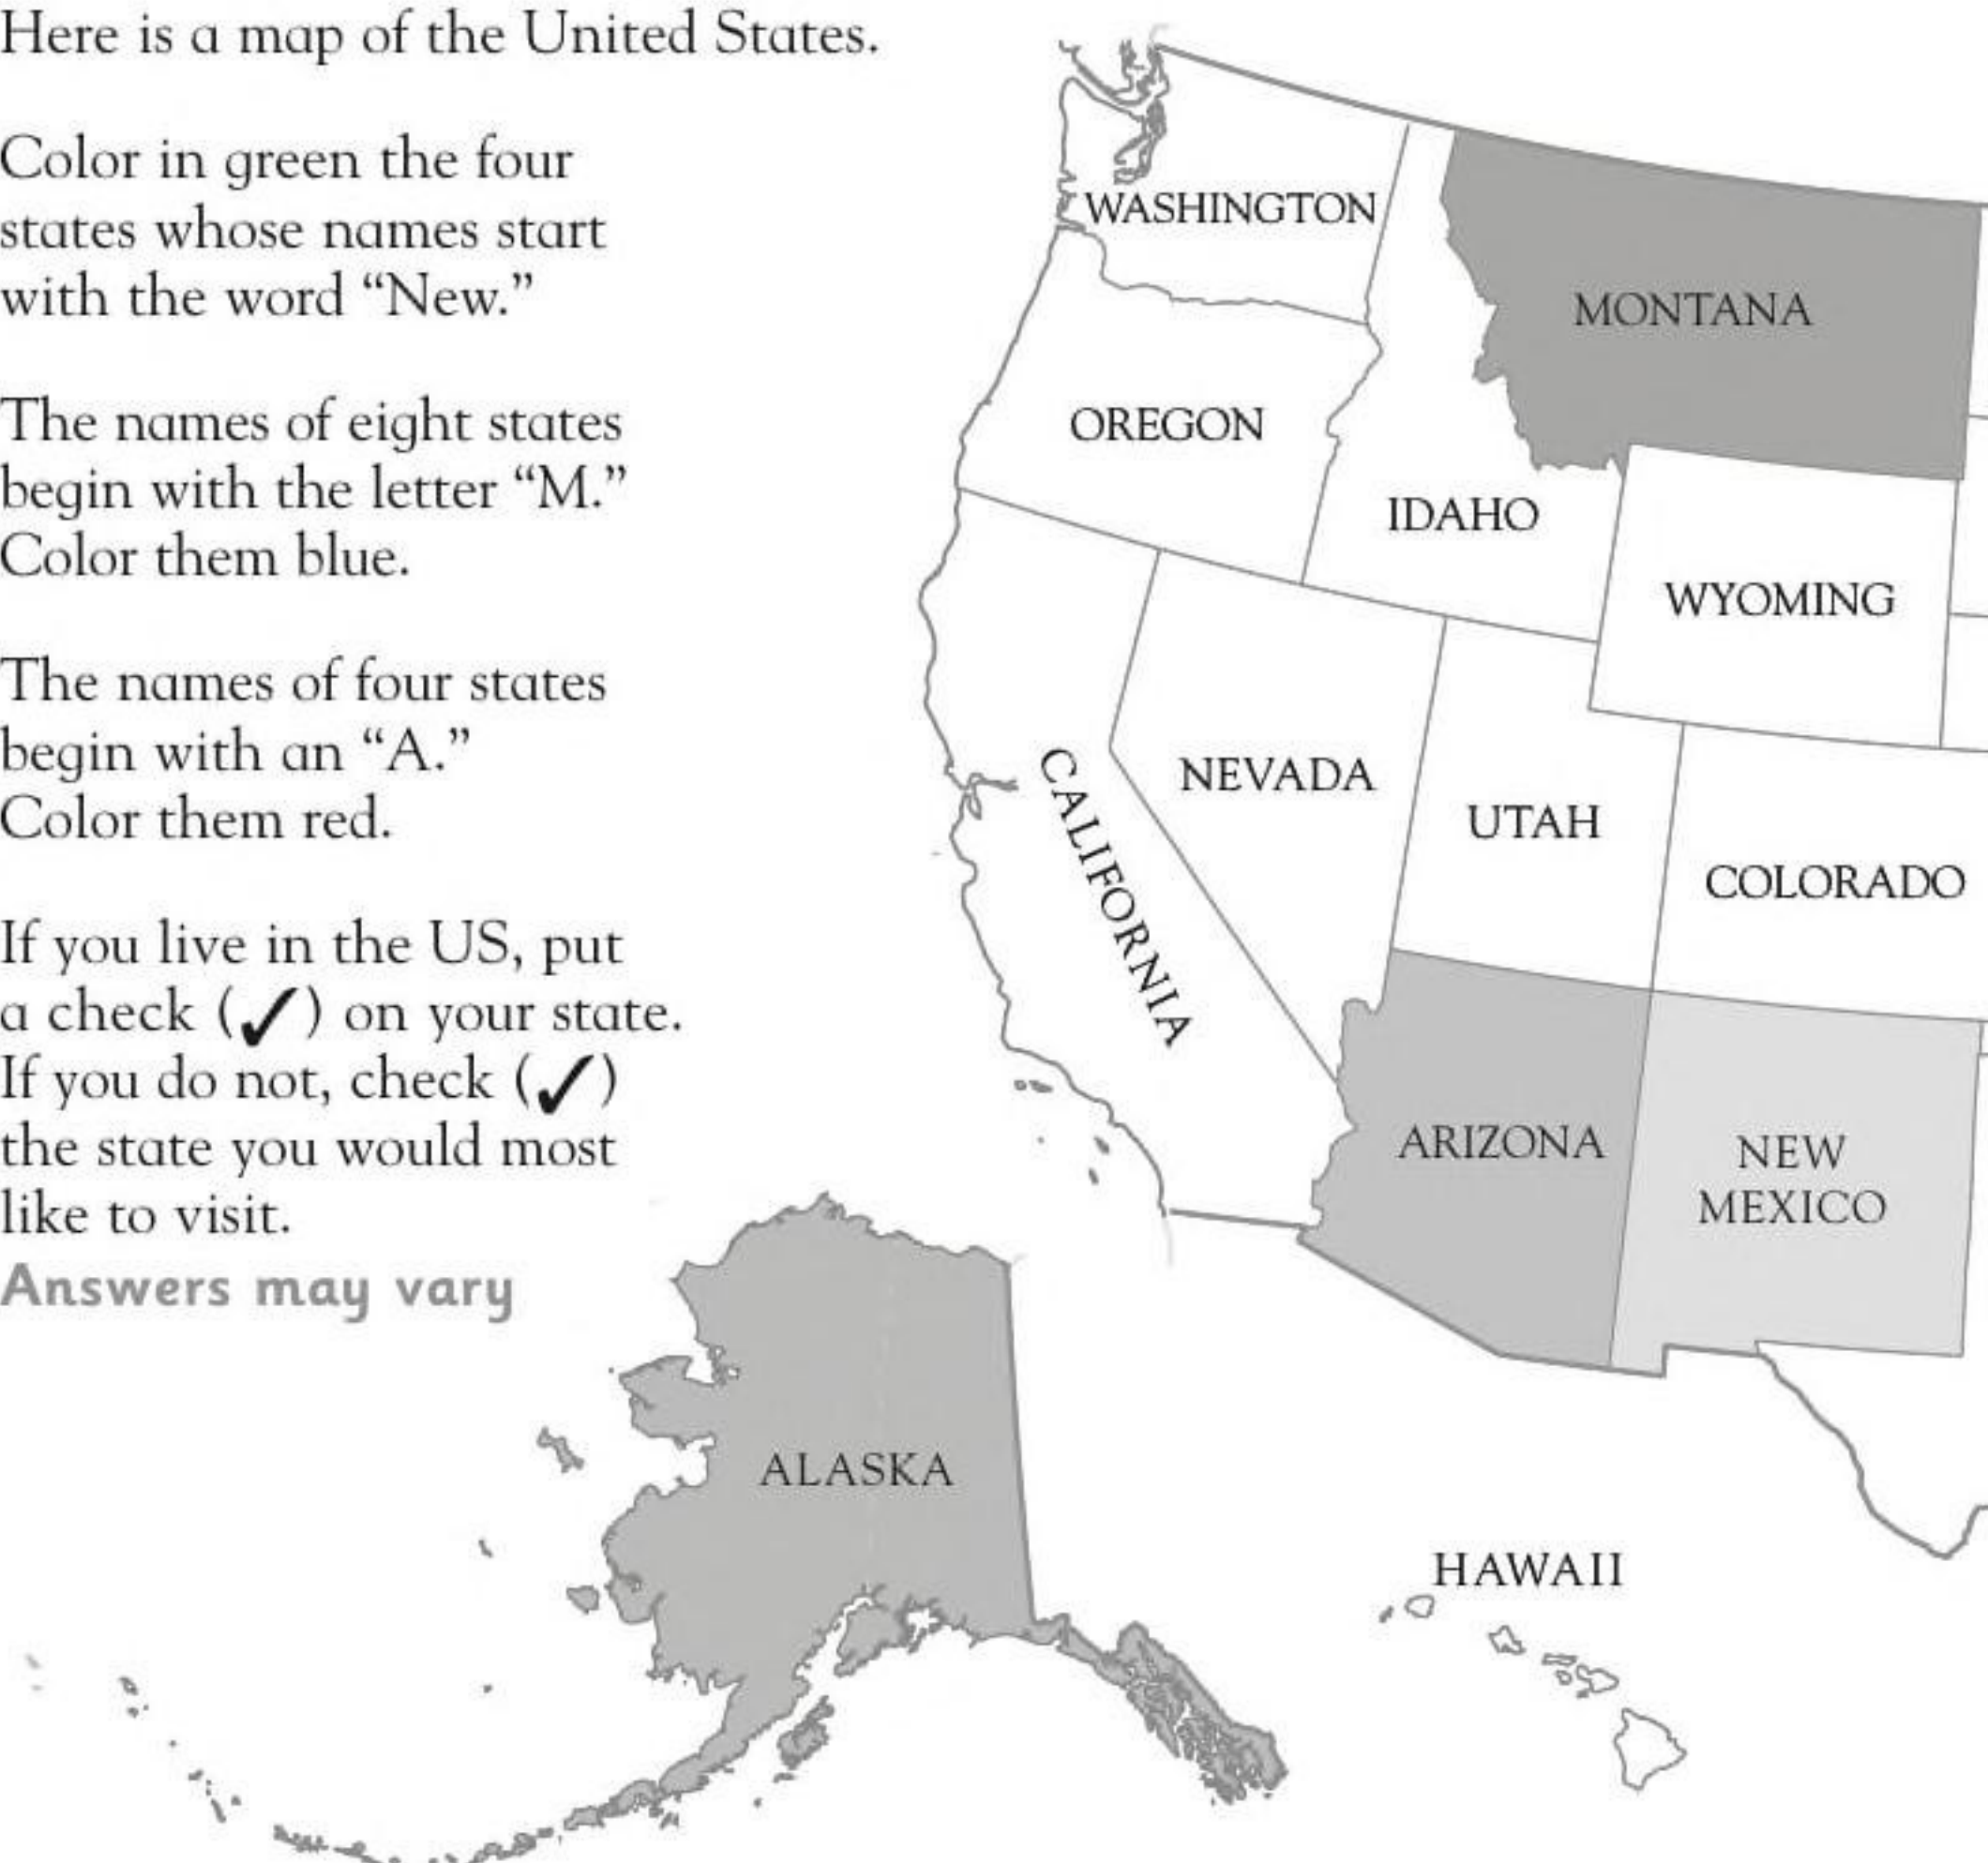 Here is a map of the United States.
Color in green the four
states whose names start
with the word “New.”
The names of eight states
begin with the letter “M.”
Color them blue.
The names of four states
begin with an “A.”
Color them red.
If you live in the US, put
a check (✓) on your state.
If you do not, check (✓)
the state you would most
like to visit.
Answers may vary
WASHINGTON
MONTANA
OREGON
IDAHO
WYOMING
NEVADA
CALIFORNIA
UTAH
COLORADO
ARIZONA
NEW
MEXICO
ALASKA
HAWAII